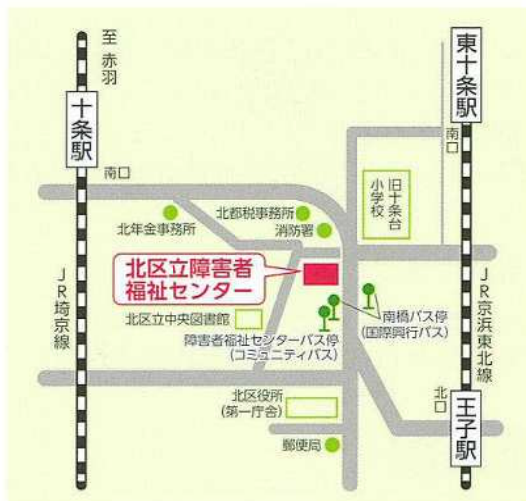 至 赤羽
十条駅
南口
東十条駅
南口
旧十条台
小学校
北都税事務所
消防署
北年金事務所
北区立障害者
福祉センター
JR埼京線
JR京浜東北線
北区立中央図書館
障害者福祉センターバス停
(コミュニティバス)
南橋バス停
(国際興行バス)
北区役所
(第一庁舎)
北口
王子駅
郵便局